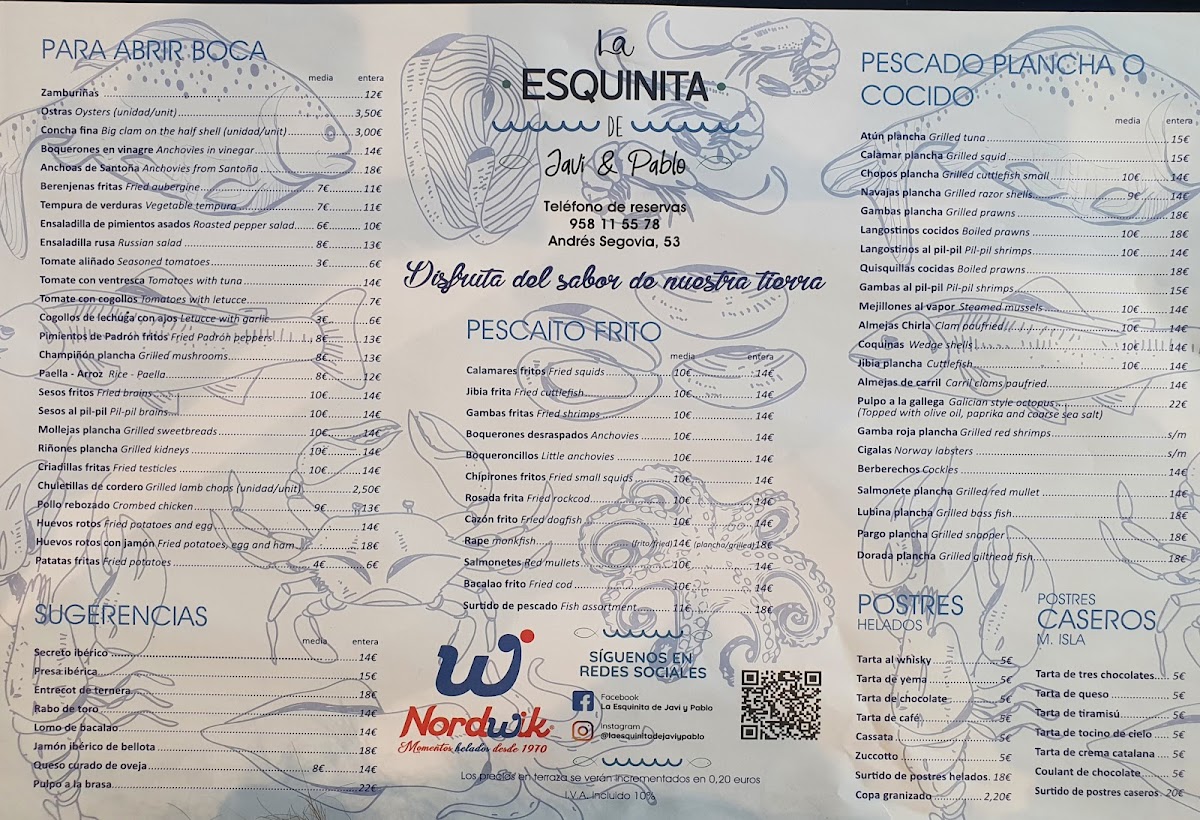 PARA ABRIR BOCA
media entera
Zamburiñas 12€
Ostras Oysters (unidad/unit) 3,50€
Concha fina Big clam on the half shell (unidad/unit) 3,00€
Boquerones en vinagre Anchovies in vinegar 14€
Anchoas de Santoña Anchovies from Santoña 18€
Berenjenas fritas Fried aubergine 7€ 11€
Tempura de verduras Vegetable tempura 7€ 11€
Ensaladilla de pimientos asados Roasted pepper salad 6€ 10€
Ensaladilla rusa Russian salad 8€ 13€
Tomate aliñado Seasoned tomatoes 3€ 6€
Tomate con ventresca Tomatoes with tuna 14€
Tomate con cogollos Tomatoes with letucce 7€
Cogollos de lechuga con ajos Letucce with garlic 3€ 6€
Pimientos de Padrón fritos Fried Padrón peppers 8€ 13€
Champiñón plancha Grilled mushrooms 8€ 13€
Paella - Arroz Rice - Paella 8€ 12€
Sesos fritos Fried brains 10€ 14€
Sesos al pil-pil Pil-pil brains 10€ 14€
Mollejas plancha Grilled sweetbreads 10€ 14€
Riñones plancha Grilled kidneys 10€ 14€
Criadillas fritas Fried testicles 10€ 14€
Chuletillas de cordero Grilled lamb chops (unidad/unit) 2,50€
Pollo rebozado Crombed chicken 9€ 13€
Huevos rotos Fried potatoes and egg 14€
Huevos rotos con jamón Fried potatoes, egg and ham 18€
Patatas fritas Fried potatoes 4€ 6€
SUGERENCIAS
media entera
Secreto ibérico 14€
Presa ibérica 15€
Entrecot de ternera 18€
Rabo de toro 14€
Lomo de bacalao 14€
Jamón ibérico de bellota 18€
Queso curado de oveja 8€ 14€
Pulpo a la brasa 22€
La
ESQUINITA
DE
Javi & Pablo
Teléfono de reservas
958 11 55 78
Andrés Segovia, 53
Disfruta del sabor de nuestra tierra
PESCAITO FRITO
media entera
Calamares fritos Fried squids 10€ 14€
Jibia frita Fried cuttlefish 10€ 14€
Gambas fritas Fried shrimps 10€ 14€
Boquerones desraspados Anchovies 10€ 14€
Boqueroncillos Little anchovies 10€ 14€
Chipirones fritos Fried small squids 10€ 14€
Rosada frita Fried rockcod 10€ 14€
Cazón frito Fried dogfish 10€ 14€
Rape monkfish (frito/fried) 14€ (plancha/grilled) 18€
Salmonetes Red mullets 10€ 14€
Bacalao frito Fried cod 10€ 14€
Surtido de pescado Fish assortment 11€ 18€
Nordwik
Momentos helados desde 1970
SÍGUENOS EN
REDES SOCIALES
Facebook
La Esquinita de Javi y Pablo
Instagram
@laesquinitadejaviypablo
Los precios en terraza se verán incrementados en 0,20 euros
I.V.A. Incluido 10%
PESCADO PLANCHA O
COCIDO
media entera
Atún plancha Grilled tuna 15€
Calamar plancha Grilled squid 15€
Chopos plancha Grilled cuttlefish small 10€ 14€
Navajas plancha Grilled razor shells 9€ 14€
Gambas plancha Grilled prawns 18€
Langostinos cocidos Boiled prawns 10€ 18€
Langostinos al pil-pil Pil-pil shrimps 10€ 14€
Quisquillas cocidas Boiled prawns 18€
Gambas al pil-pil Pil-pil shrimps 15€
Mejillones al vapor Steamed mussels 10€ 14€
Almejas Chirla Clam paufried 10€ 14€
Coquinas Wedge shells 10€ 14€
Jibia plancha Cuttlefish 10€ 14€
Almejas de carril Carril clams paufried 14€
Pulpo a la gallega Galician style octopus 22€
(Topped with olive oil, paprika and coarse sea salt)
Gamba roja plancha Grilled red shrimps s/m
Cigalas Norway labsters s/m
Berberechos Cockles 14€
Salmonete plancha Grilled red mullet 14€
Lubina plancha Grilled bass fish 18€
Pargo plancha Grilled snopper 18€
Dorada plancha Grilled gilthead fish 18€
POSTRES
HELADOS
Tarta al whisky 5€
Tarta de yema 5€
Tarta de chocolate 5€
Tarta de café 5€
Cassata 5€
Zuccotto 5€
Surtido de postres helados. 18€
Copa granizado 2,20€
POSTRES
CASEROS
M. ISLA
Tarta de tres chocolates 5€
Tarta de queso 5€
Tarta de tiramisú 5€
Tarta de tocino de cielo 5€
Tarta de crema catalana 5€
Coulant de chocolate 5€
Surtido de postres caseros 20€